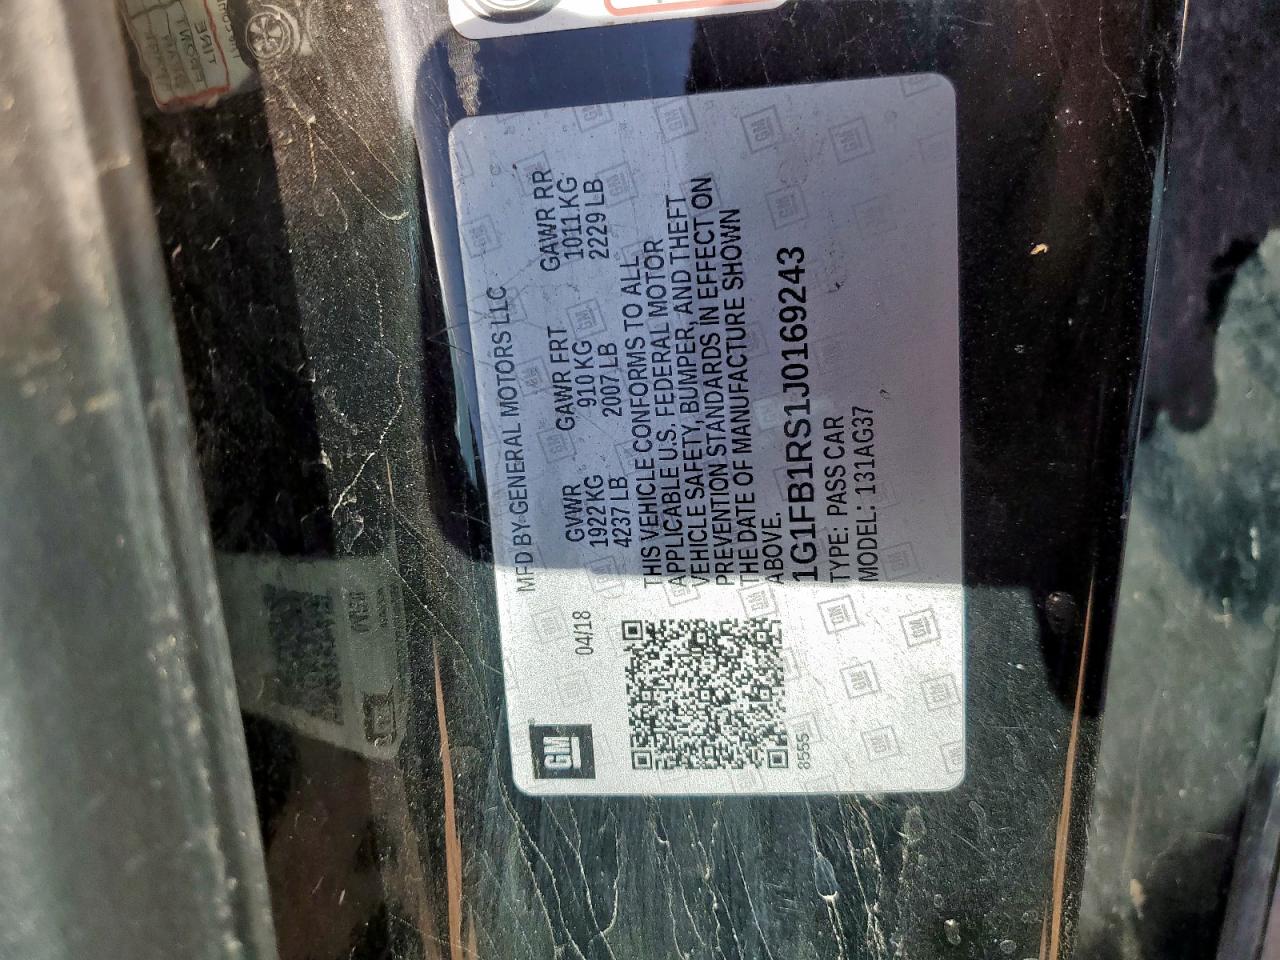 GM
MFD BY GENERAL MOTORS LLC
04/18
GVWR GAWR FRT GAWR RR
1922 KG 910 KG 1011 KG
4237 LB 2007 LB 2229 LB
THIS VEHICLE CONFORMS TO ALL
APPLICABLE U.S. FEDERAL MOTOR
VEHICLE SAFETY, BUMPER, AND THEFT
PREVENTION STANDARDS IN EFFECT ON
THE DATE OF MANUFACTURE SHOWN
ABOVE.
1G1FB1RS1J0169243
TYPE: PASS CAR
MODEL: 131AG37
8555